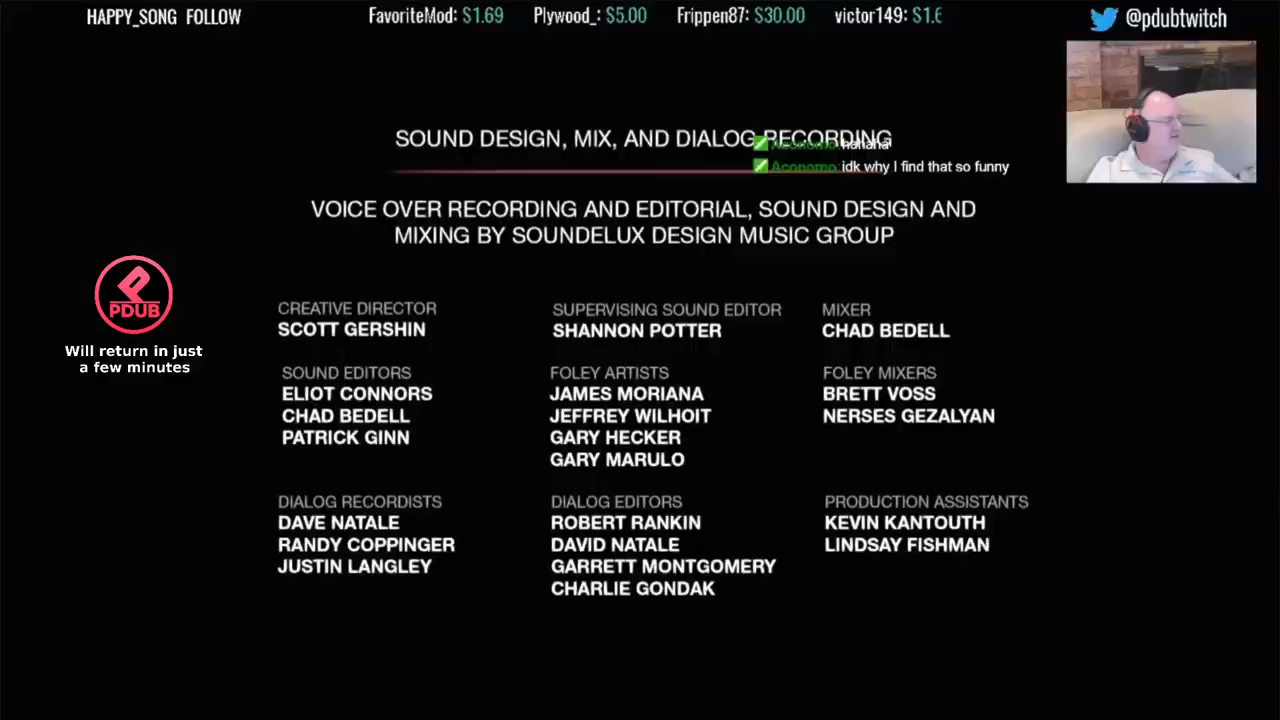 HAPPY_SONG FOLLOW
FavoriteMod: $1.69 Plywood_: $5.00 Frippen87: $30.00 victor149: $1.6
@pdubtwitch
SOUND DESIGN, MIX, AND DIALOG RECORDING
Aconomo: hahaha
Aconomo: idk why I find that so funny
VOICE OVER RECORDING AND EDITORIAL, SOUND DESIGN AND
MIXING BY SOUNDELUX DESIGN MUSIC GROUP
PDUB
Will return in just
a few minutes
CREATIVE DIRECTOR
SCOTT GERSHIN
SUPERVISING SOUND EDITOR
SHANNON POTTER
MIXER
CHAD BEDELL
SOUND EDITORS
ELIOT CONNORS
CHAD BEDELL
PATRICK GINN
FOLEY ARTISTS
JAMES MORIANA
JEFFREY WILHOIT
GARY HECKER
GARY MARULO
FOLEY MIXERS
BRETT VOSS
NERSES GEZALYAN
DIALOG RECORDISTS
DAVE NATALE
RANDY COPPINGER
JUSTIN LANGLEY
DIALOG EDITORS
ROBERT RANKIN
DAVID NATALE
GARRETT MONTGOMERY
CHARLIE GONDAK
PRODUCTION ASSISTANTS
KEVIN KANTOUTH
LINDSAY FISHMAN